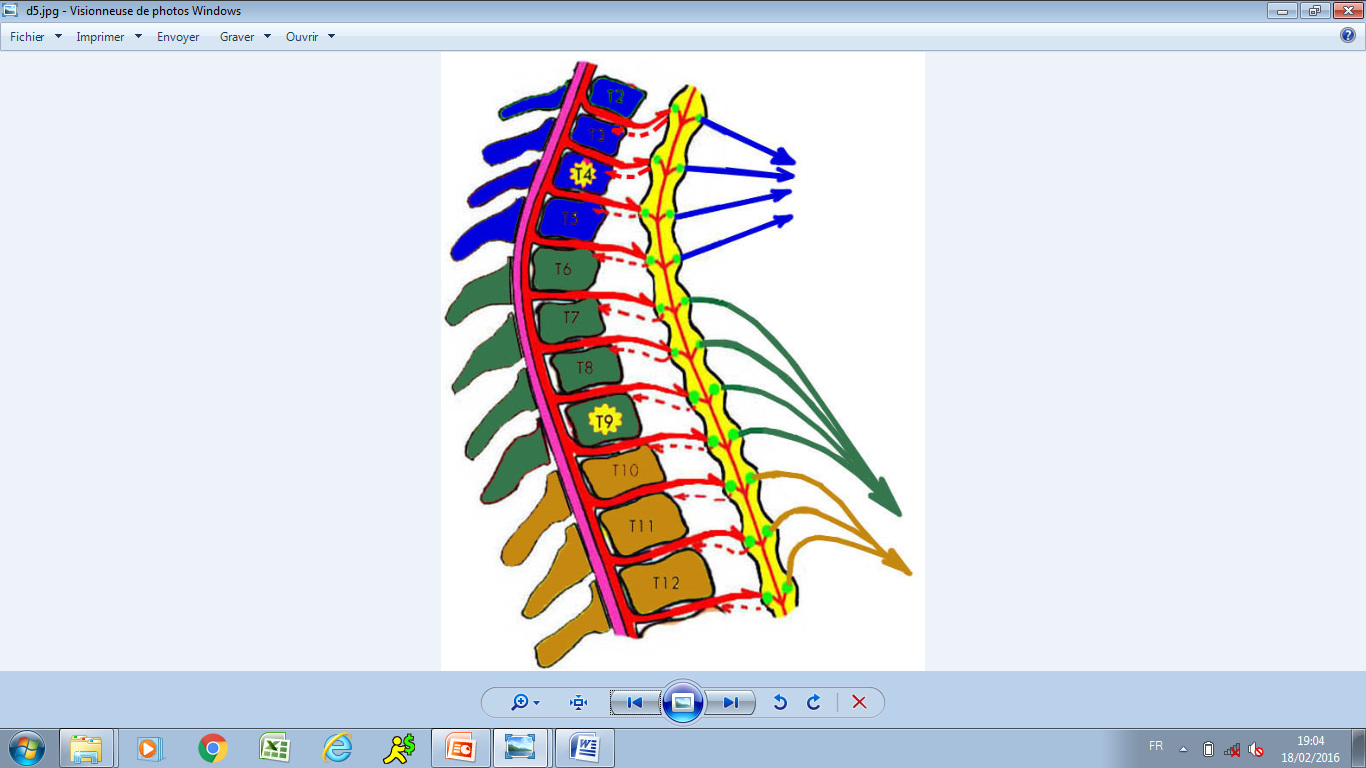 d5.jpg - Visionneuse de photos Windows
Fichier Imprimer Envoyer Graver Ouvrir
T2
T3
T4
T5
T6
T7
T8
T9
T10
T11
T12
FR
19:04
18/02/2016